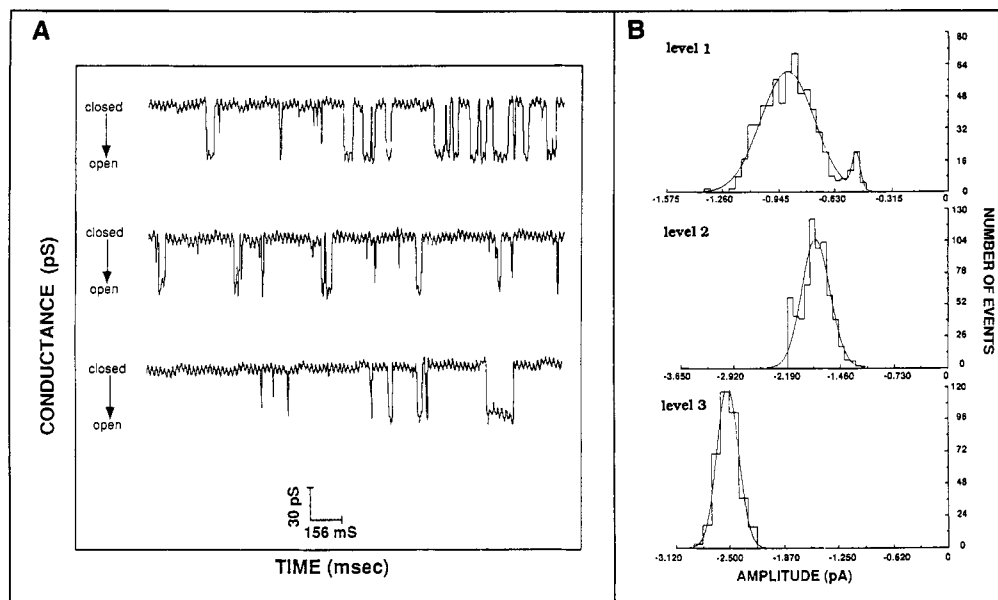 A
closed
open
closed
open
closed
open
CONDUCTANCE (pS)
30 pS
156 mS
TIME (msec)
B
level 1
80
64
48
32
16
0
-1.575
-1.260
-0.945
-0.630
-0.315
0
level 2
130
104
78
52
26
0
-3.650
-2.920
-2.190
-1.460
-0.730
0
level 3
120
96
72
48
24
0
-3.120
-2.500
-1.870
-1.250
-0.620
0
NUMBER OF EVENTS
AMPLITUDE (pA)